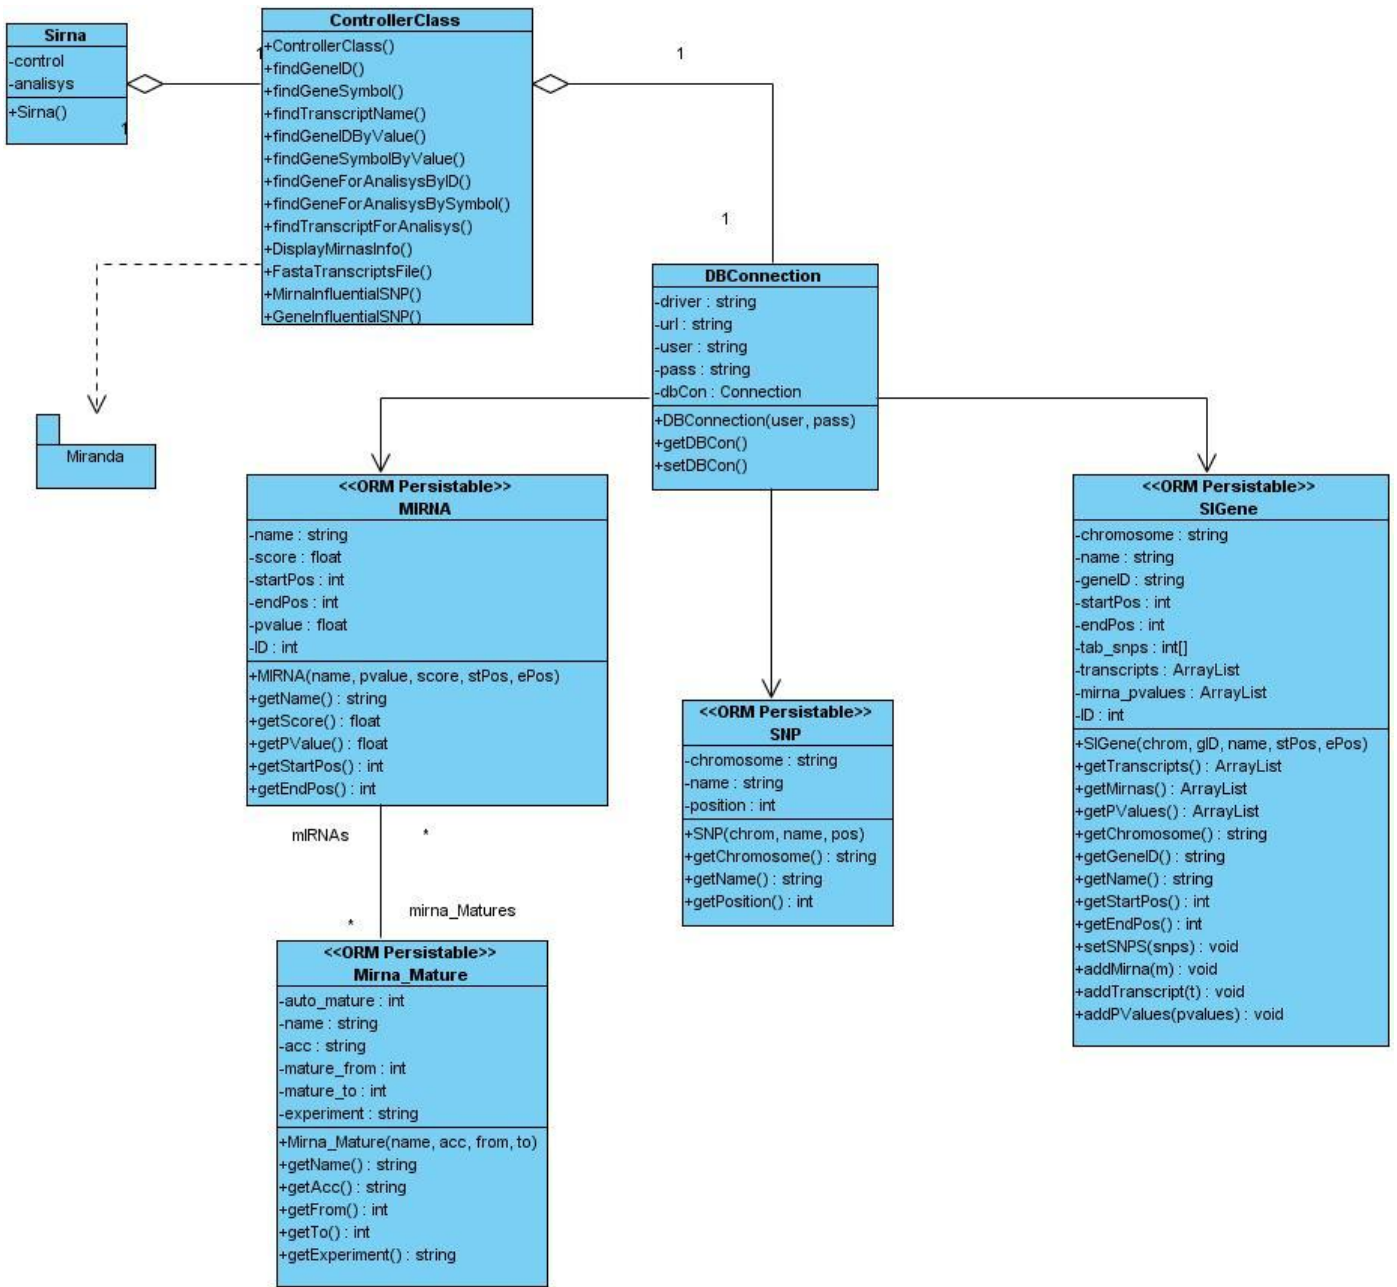 Sirna
-control
-analisys
+Sirna()
1
1
ControllerClass
+ControllerClass()
+findGeneID()
+findGeneSymbol()
+findTranscriptName()
+findGeneIDByValue()
+findGeneSymbolByValue()
+findGeneForAnalisysByID()
+findGeneForAnalisysBySymbol()
+findTranscriptForAnalisys()
+DisplayMirnasInfo()
+FastaTranscriptsFile()
+MirnaInfluentialSNP()
+GeneInfluentialSNP()
1
1
Miranda
DBConnection
-driver : string
-url : string
-user : string
-pass : string
-dbCon : Connection
+DBConnection(user, pass)
+getDBCon()
+setDBCon()
<<ORM Persistable>>
MIRNA
-name : string
-score : float
-startPos : int
-endPos : int
-pvalue : float
-ID : int
+MIRNA(name, pvalue, score, stPos, ePos)
+getName() : string
+getScore() : float
+getPValue() : float
+getStartPos() : int
+getEndPos() : int
mIRNAs
*
mirna_Matures
*
<<ORM Persistable>>
Mirna_Mature
-auto_mature : int
-name : string
-acc : string
-mature_from : int
-mature_to : int
-experiment : string
+Mirna_Mature(name, acc, from, to)
+getName() : string
+getAcc() : string
+getFrom() : int
+getTo() : int
+getExperiment() : string
<<ORM Persistable>>
SNP
-chromosome : string
-name : string
-position : int
+SNP(chrom, name, pos)
+getChromosome() : string
+getName() : string
+getPosition() : int
<<ORM Persistable>>
SIGene
-chromosome : string
-name : string
-geneID : string
-startPos : int
-endPos : int
-tab_snps : int[]
-transcripts : ArrayList
-mirna_pvalues : ArrayList
-ID : int
+SIGene(chrom, gID, name, stPos, ePos)
+getTranscripts() : ArrayList
+getMirnas() : ArrayList
+getPValues() : ArrayList
+getChromosome() : string
+getGeneID() : string
+getName() : string
+getStartPos() : int
+getEndPos() : int
+setSNPS(snps) : void
+addMirna(m) : void
+addTranscript(t) : void
+addPValues(pvalues) : void